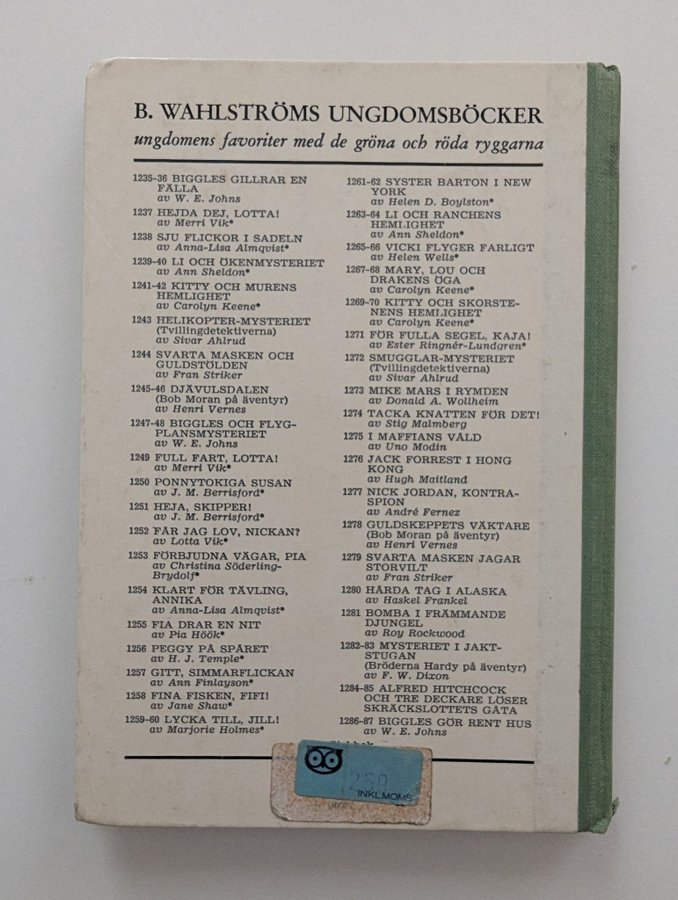 B. WAHLSTRÖMS UNGDOMSBÖCKER
ungdomens favoriter med de gröna och röda ryggarna
1235-36 BIGGLES GILLRAR EN
FÄLLA
av W. E. Johns
1237 HEJDA DEJ, LOTTA!
av Merri Vik*
1238 SJU FLICKOR I SADELN
av Anna-Lisa Almqvist*
1239-40 LI OCH ÖKENMYSTERIET
av Ann Sheldon*
1241-42 KITTY OCH MURENS
HEMLIGHET
av Carolyn Keene*
1243 HELIKOPTER-MYSTERIET
(Tvillingdetektiverna)
av Sivar Ahlrud
1244 SVARTA MASKEN OCH
GULDSTÖLDEN
av Fran Striker
1245-46 DJÄVULSDALEN
(Bob Moran på äventyr)
av Henri Vernes
1247-48 BIGGLES OCH FLYG-
PLANSMYSTERIET
av W. E. Johns
1249 FULL FART, LOTTA!
av Merri Vik*
1250 PONNYTOKIGA SUSAN
av J. M. Berrisford*
1251 HEJA, SKIPPER!
av J. M. Berrisford*
1252 FÅR JAG LOV, NICKAN?
av Lotta Vik*
1253 FÖRBJUDNA VÄGAR, PIA
av Christina Söderling-
Brydolf*
1254 KLART FÖR TÄVLING,
ANNIKA
av Anna-Lisa Almqvist*
1255 FIA DRAR EN NIT
av Pia Höök*
1256 PEGGY PÅ SPÅRET
av H. J. Temple*
1257 GITT, SIMMARFLICKAN
av Ann Finlayson*
1258 FINA FISKEN, FIFI!
av Jane Shaw*
1259-60 LYCKA TILL, JILL!
av Marjorie Holmes*
1261-62 SYSTER BARTON I NEW
YORK
av Helen D. Boylston*
1263-64 LI OCH RANCHENS
HEMLIGHET
av Ann Sheldon*
1265-66 VICKI FLYGER FARLIGT
av Helen Wells*
1267-68 MARY, LOU OCH
DRAKENS ÖGA
av Carolyn Keene*
1269-70 KITTY OCH SKORSTE-
NENS HEMLIGHET
av Carolyn Keene*
1271 FÖR FULLA SEGEL, KAJA!
av Ester Ringnér-Lundgren*
1272 SMUGGLAR-MYSTERIET
(Tvillingdetektiverna)
av Sivar Ahlrud
1273 MIKE MARS I RYMDEN
av Donald A. Wollheim
1274 TACKA KNATTEN FÖR DET!
av Stig Malmberg
1275 I MAFFIANS VÅLD
av Uno Modin
1276 JACK FORREST I HONG
KONG
av Hugh Maitland
1277 NICK JORDAN, KONTRA-
SPION
av André Fernez
1278 GULDSKEPPETS VÄKTARE
(Bob Moran på äventyr)
av Henri Vernes
1279 SVARTA MASKEN JAGAR
STORVILT
av Fran Striker
1280 HÅRDA TAG I ALASKA
av Haskel Frankel
1281 BOMBA I FRÄMMANDE
DJUNGEL
av Roy Rockwood
1282-83 MYSTERIET I JAKT-
STUGAN
(Bröderna Hardy på äventyr)
av F. W. Dixon
1284-85 ALFRED HITCHCOCK
OCH TRE DECKARE LÖSER
SKRÄCKSLOTTETS GÅTA
1286-87 BIGGLES GÖR RENT HUS
av W. E. Johns
INKL.MOMS